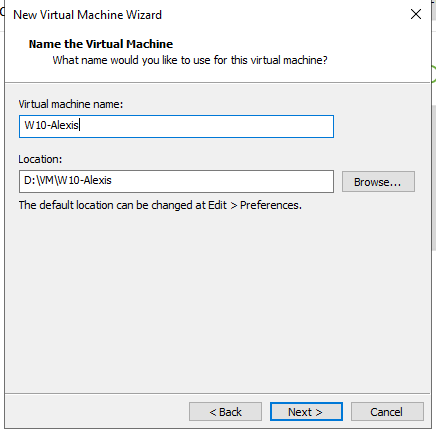 New Virtual Machine Wizard
Name the Virtual Machine
What name would you like to use for this virtual machine?
Virtual machine name:
W10-Alexis
Location:
D:\VM\W10-Alexis
Browse...
The default location can be changed at Edit > Preferences.
< Back
Next >
Cancel